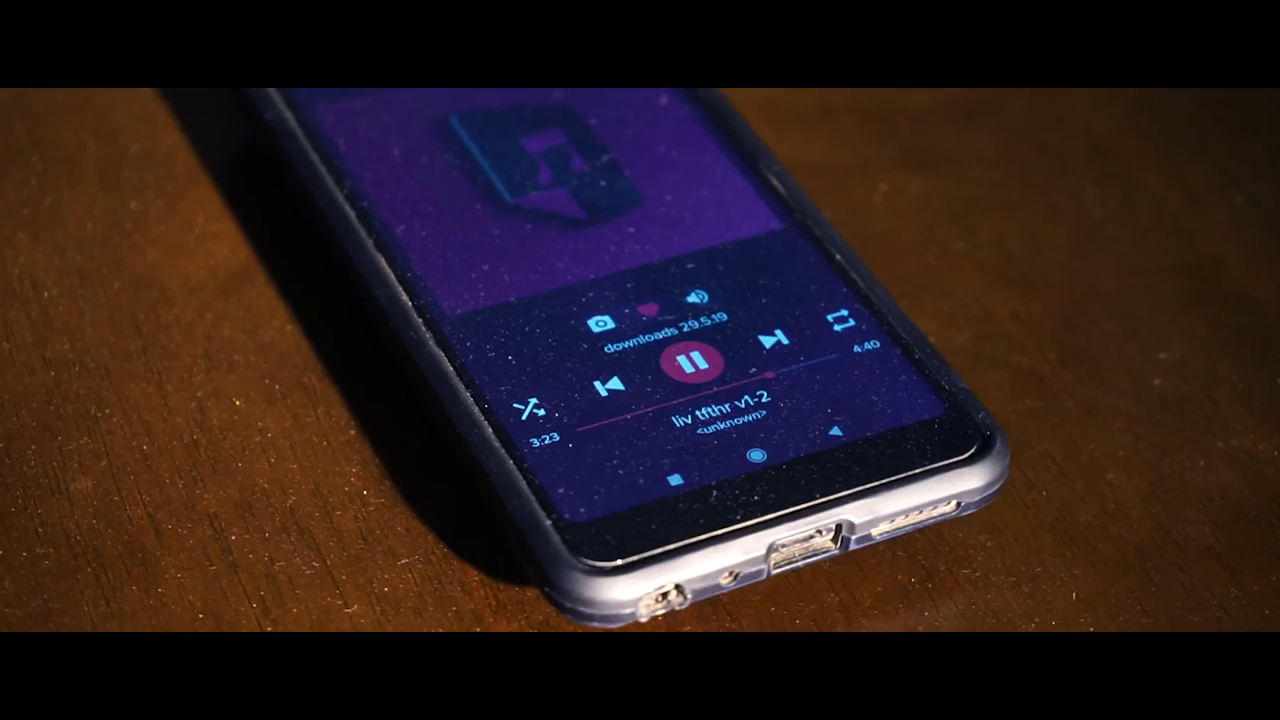 downloads 29.5.19
4:40
3:23
liv tfthr v1-2
<unknown>